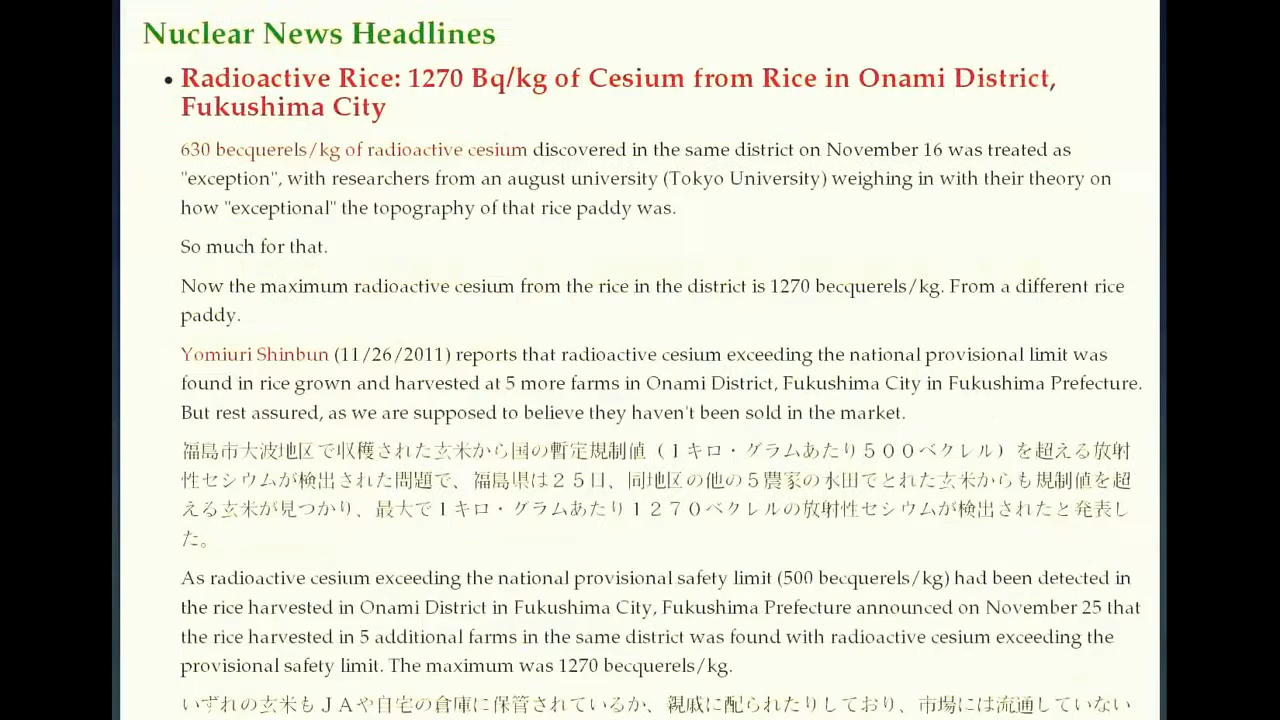 Nuclear News Headlines
• Radioactive Rice: 1270 Bq/kg of Cesium from Rice in Onami District,
Fukushima City
630 becquerels/kg of radioactive cesium discovered in the same district on November 16 was treated as
"exception", with researchers from an august university (Tokyo University) weighing in with their theory on
how "exceptional" the topography of that rice paddy was.
So much for that.
Now the maximum radioactive cesium from the rice in the district is 1270 becquerels/kg. From a different rice
paddy.
Yomiuri Shinbun (11/26/2011) reports that radioactive cesium exceeding the national provisional limit was
found in rice grown and harvested at 5 more farms in Onami District, Fukushima City in Fukushima Prefecture.
But rest assured, as we are supposed to believe they haven't been sold in the market.
福島市大波地区で収穫された玄米から国の暫定規制値（１キロ・グラムあたり５００ベクレル）を超える放射
性セシウムが検出された問題で、福島県は２５日、同地区の他の５農家の水田でとれた玄米からも規制値を超
える玄米が見つかり、最大で１キロ・グラムあたり１２７０ベクレルの放射性セシウムが検出されたと発表し
た。
As radioactive cesium exceeding the national provisional safety limit (500 becquerels/kg) had been detected in
the rice harvested in Onami District in Fukushima City, Fukushima Prefecture announced on November 25 that
the rice harvested in 5 additional farms in the same district was found with radioactive cesium exceeding the
provisional safety limit. The maximum was 1270 becquerels/kg.
いずれの玄米もＪＡや自宅の倉庫に保管されているか、親戚に配られたりしており、市場には流通していない